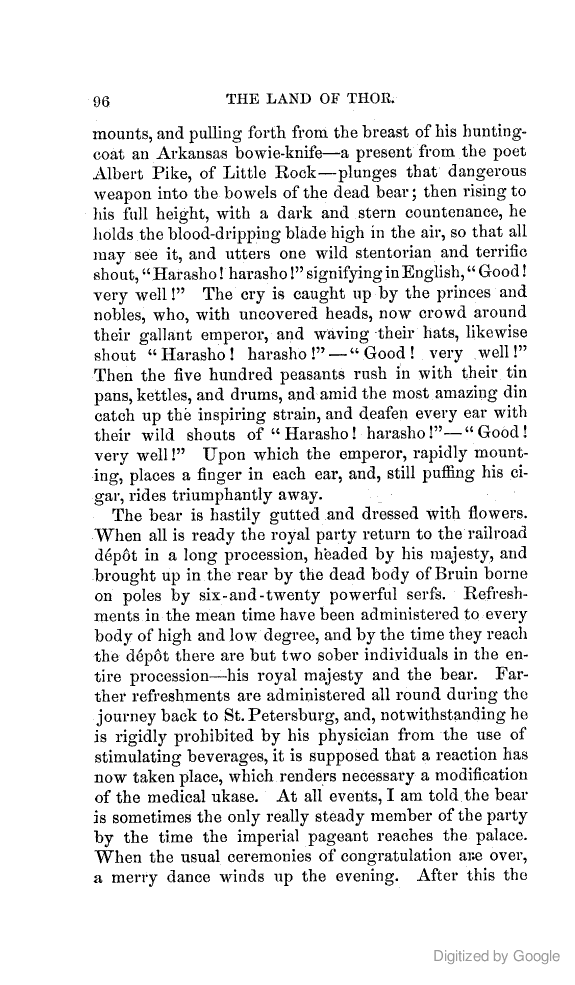 96 THE LAND OF THOR.
mounts, and pulling forth from the breast of his hunting-
coat an Arkansas bowie-knife—a present from the poet
Albert Pike, of Little Rock—plunges that dangerous
weapon into the bowels of the dead bear; then rising to
his full height, with a dark and stern countenance, he
holds the blood-dripping blade high in the air, so that all
may see it, and utters one wild stentorian and terrific
shout, “Harasho! harasho!” signifying in English, “Good!
very well!” The cry is caught up by the princes and
nobles, who, with uncovered heads, now crowd around
their gallant emperor, and waving their hats, likewise
shout “Harasho! harasho!”—“Good! very well!”
Then the five hundred peasants rush in with their tin
pans, kettles, and drums, and amid the most amazing din
catch up the inspiring strain, and deafen every ear with
their wild shouts of “Harasho! harasho!”—“Good!
very well!” Upon which the emperor, rapidly mount-
ing, places a finger in each ear, and, still puffing his ci-
gar, rides triumphantly away.
The bear is hastily gutted and dressed with flowers.
When all is ready the royal party return to the railroad
dépôt in a long procession, headed by his majesty, and
brought up in the rear by the dead body of Bruin borne
on poles by six-and-twenty powerful serfs. Refresh-
ments in the mean time have been administered to every
body of high and low degree, and by the time they reach
the dépôt there are but two sober individuals in the en-
tire procession—his royal majesty and the bear. Far-
ther refreshments are administered all round during the
journey back to St. Petersburg, and, notwithstanding he
is rigidly prohibited by his physician from the use of
stimulating beverages, it is supposed that a reaction has
now taken place, which renders necessary a modification
of the medical ukase. At all events, I am told the bear
is sometimes the only really steady member of the party
by the time the imperial pageant reaches the palace.
When the usual ceremonies of congratulation are over,
a merry dance winds up the evening. After this the
Digitized by Google